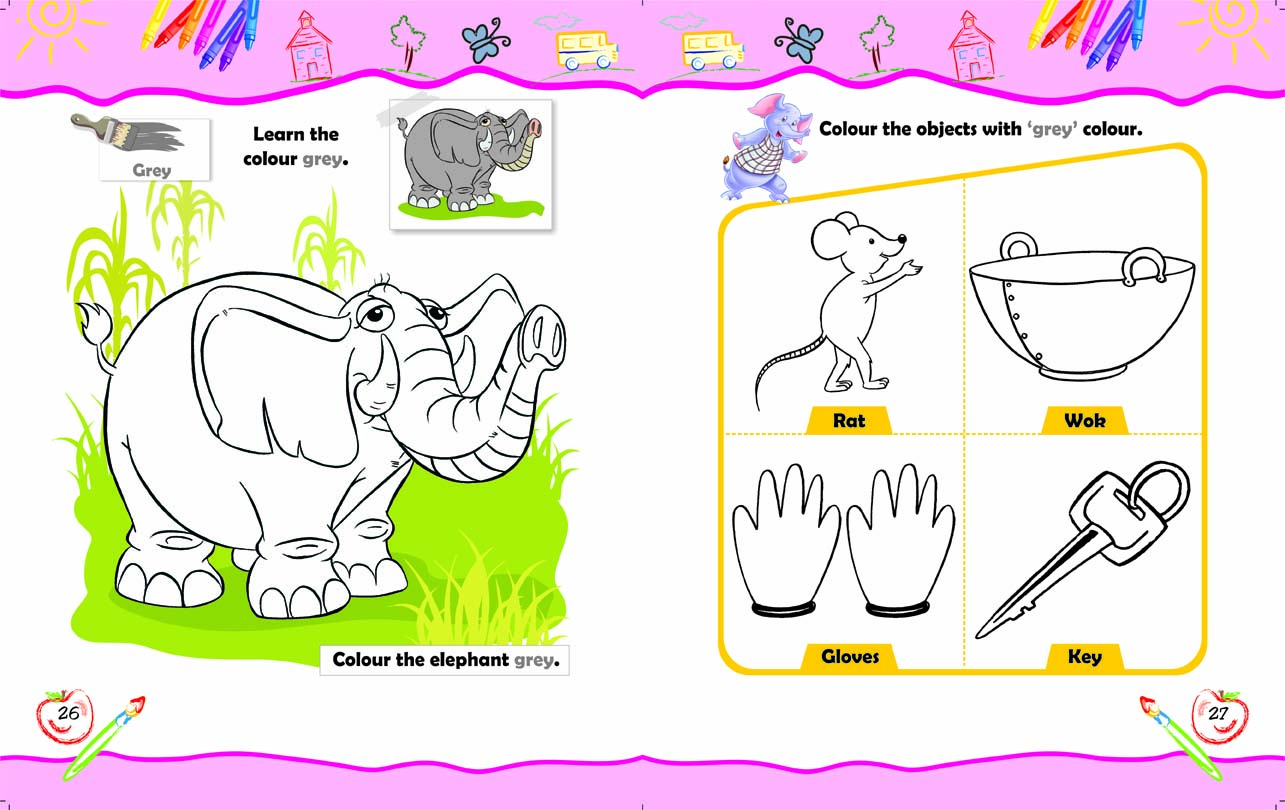 Grey
Learn the
colour grey.
Colour the elephant grey.
26
Colour the objects with ‘grey’ colour.
Rat
Wok
Gloves
Key
27